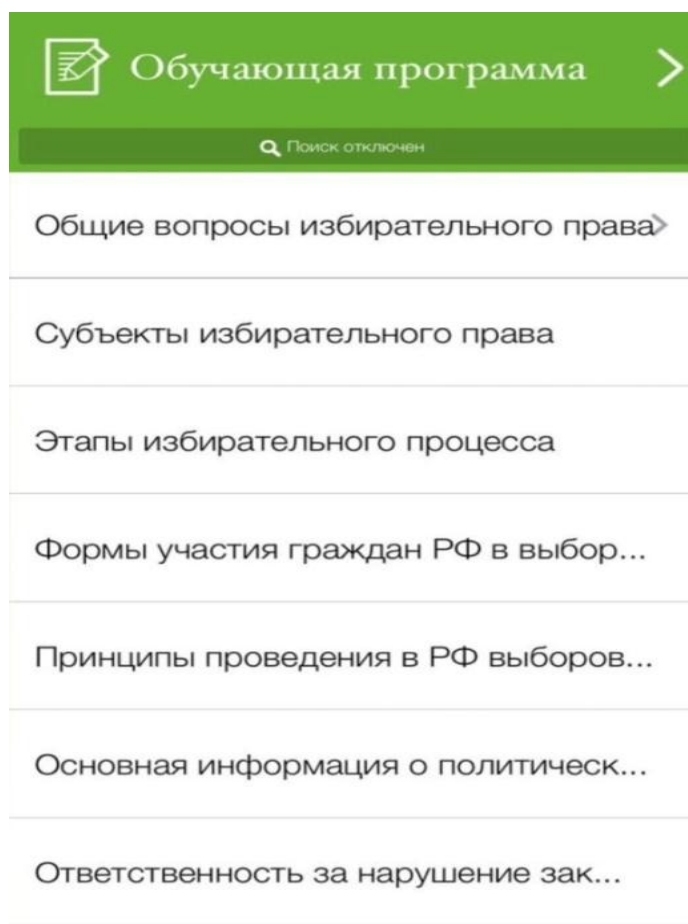 Обучающая программа
Поиск отключен
Общие вопросы избирательного права
Субъекты избирательного права
Этапы избирательного процесса
Формы участия граждан РФ в выбор...
Принципы проведения в РФ выборов...
Основная информация о политическ...
Ответственность за нарушение зак...